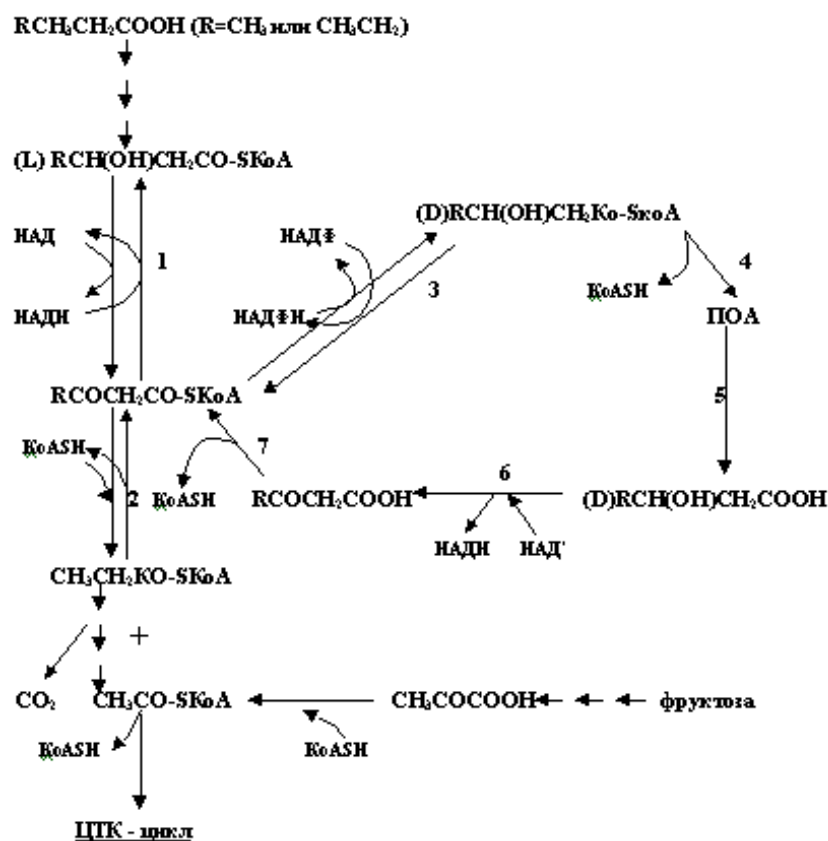 RCH₃CH₂COOH (R=CH₃ или CH₃CH₂)
(L) RCH(OH)CH₂CO-SKoA
(D)RCH(OH)CH₂Ko-SкоА
НАД
НАДФ
1
4
3
KoASH
НАДН
НАДФН
ПОА
RCOCH₂CO-SKoA
5
KoASH
7
6
2
KoASH
RCOCH₂COOH
(D)RCH(OH)CH₂COOH
НАДН
НАД'
CH₃CH₂KO-SKoA
+
CO₂
CH₃CO-SKoA
CH₃COCOOH
фруктоза
KoASH
KoASH
ЦТК - цикл